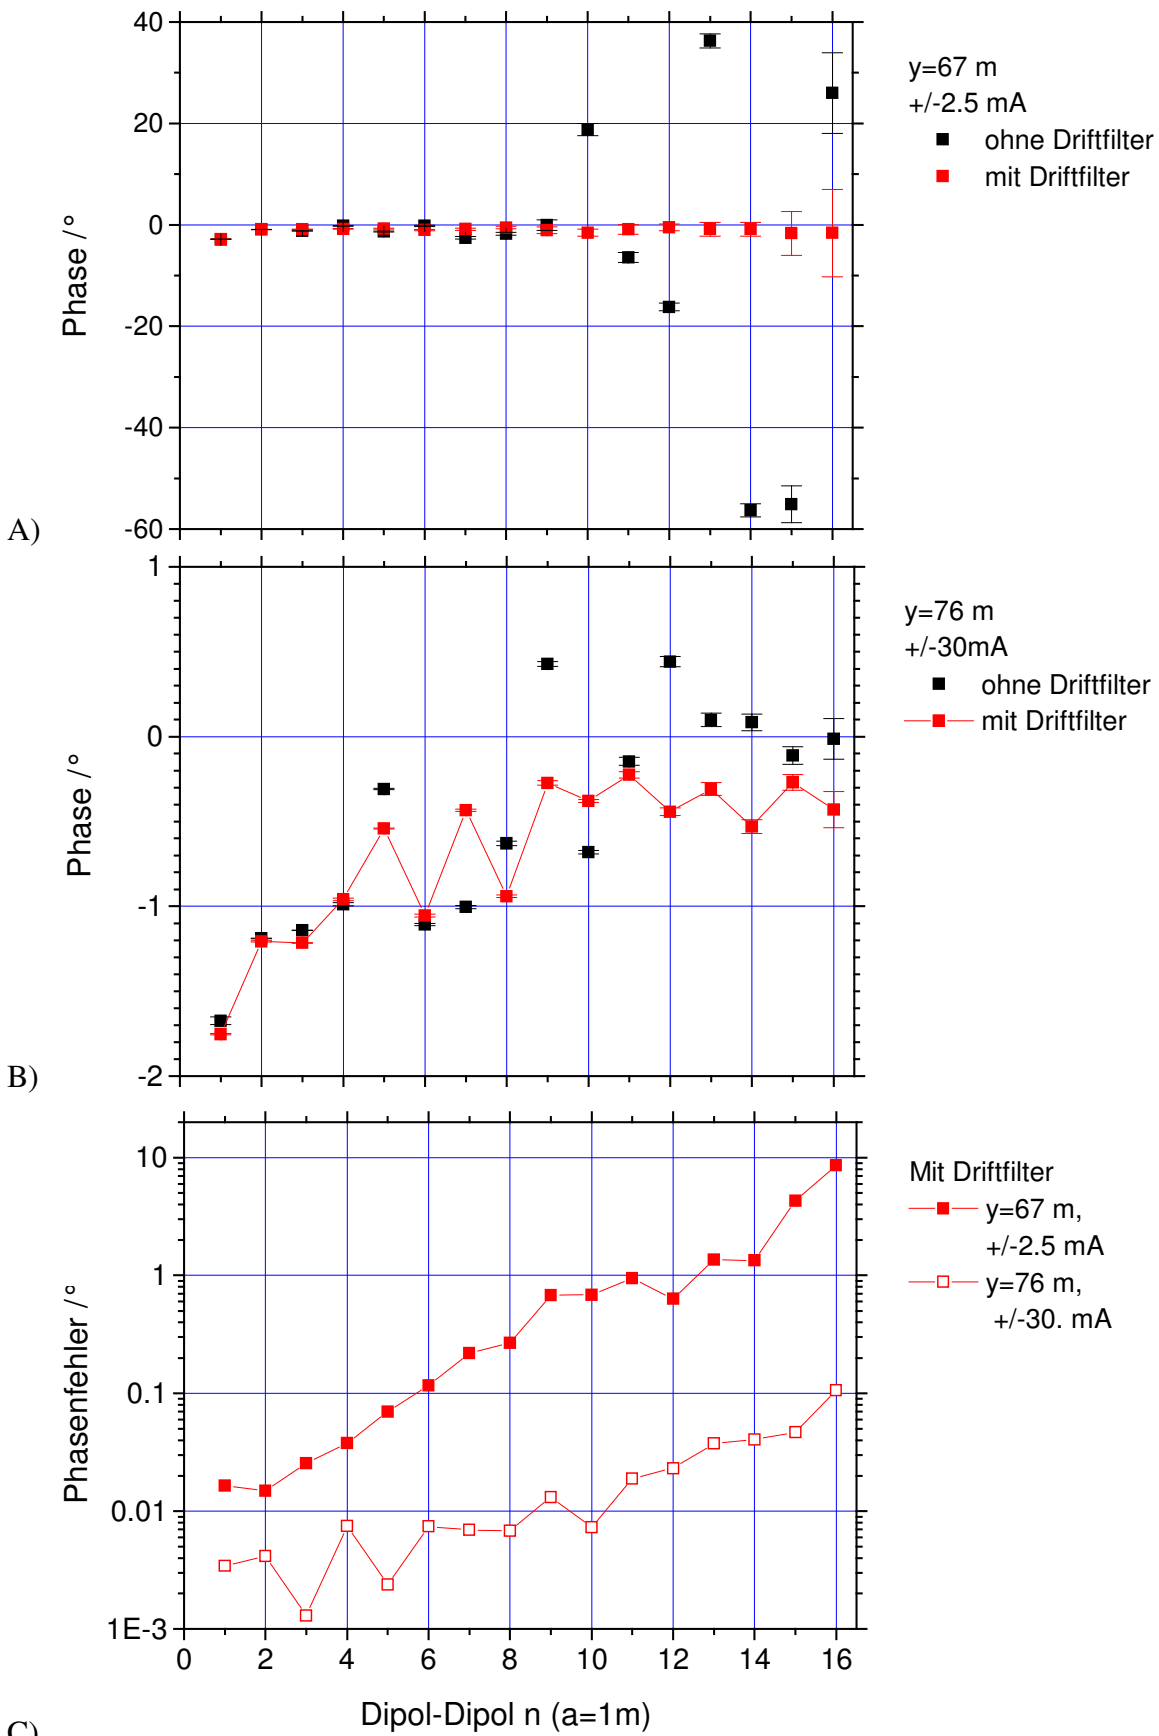 40
20
0
-20
-40
-60
Phase /°
y=67 m
+/-2.5 mA
ohne Driftfilter
mit Driftfilter
A)
1
0
-1
-2
Phase /°
y=76 m
+/-30mA
ohne Driftfilter
mit Driftfilter
B)
10
1
0.1
0.01
1E-3
Phasenfehler /°
Mit Driftfilter
y=67 m,
+/-2.5 mA
y=76 m,
+/-30. mA
0 2 4 6 8 10 12 14 16
Dipol-Dipol n (a=1m)
C)